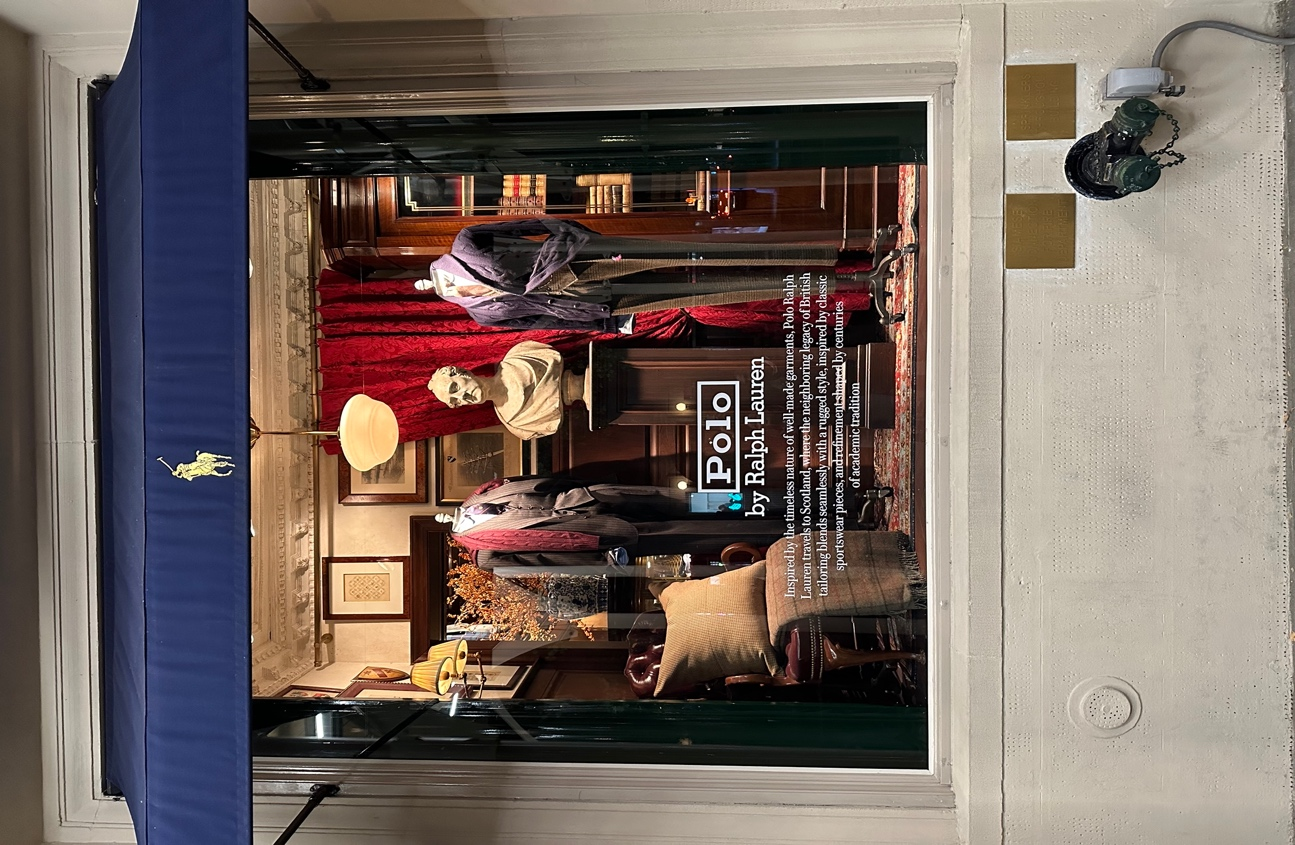 Polo
by Ralph Lauren
Inspired by the timeless nature of well-made garments, Polo Ralph
Lauren travels to Scotland, where the neighboring legacy of British
tailoring blends seamlessly with a rugged style, inspired by classic
sportswear pieces, and refinement shaped by centuries
of academic tradition